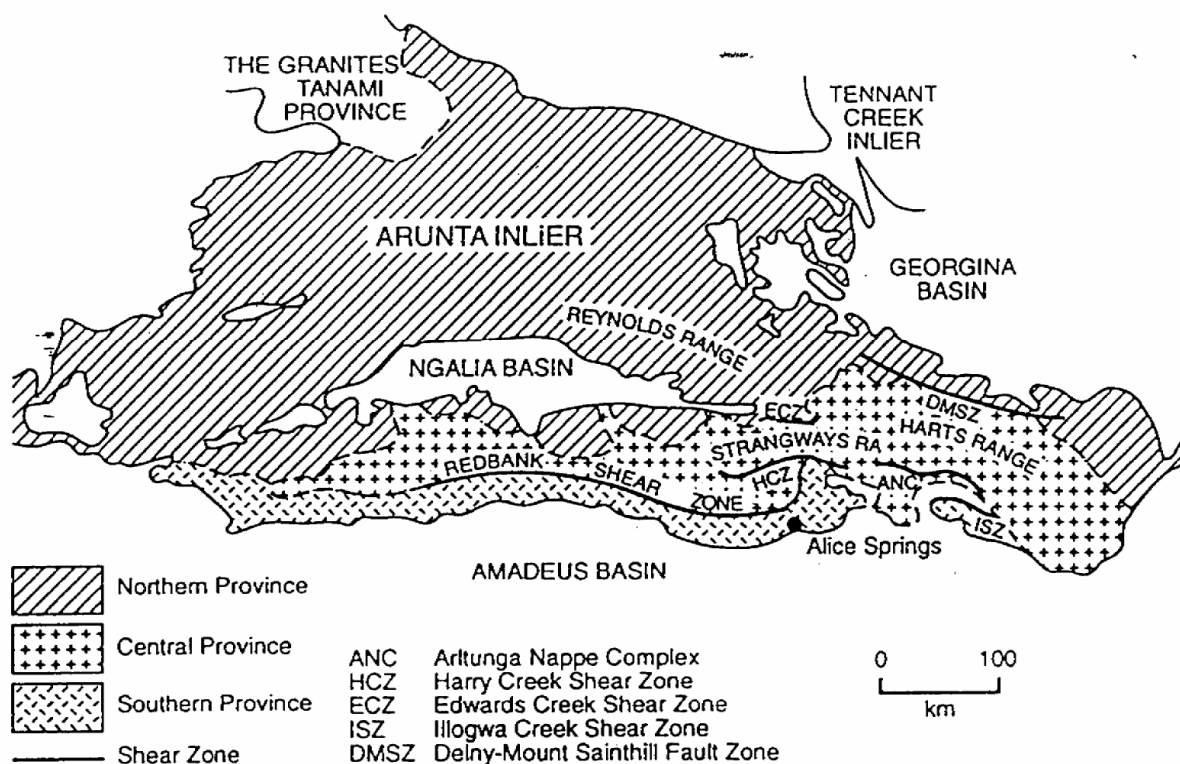 THE GRANITES
TANAMI
PROVINCE
TENNANT
CREEK
INLIER
ARUNTA INLiER
GEORGINA
BASIN
REYNOLDS RANGE
NGALIA BASIN
ECZ
DMSZ
STRANGWAYS RA
HARTS RANGE
REDBANK SHEAR ZONE
HCZ
ANC
ISZ
Alice Springs
AMADEUS BASIN
Northern Province
Central Province
Southern Province
Shear Zone
ANC Arltunga Nappe Complex
HCZ Harry Creek Shear Zone
ECZ Edwards Creek Shear Zone
ISZ Illogwa Creek Shear Zone
DMSZ Delny-Mount Sainthill Fault Zone
0 100
km